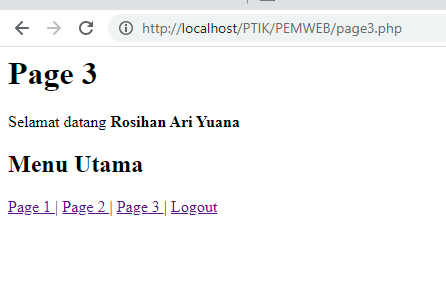 http://localhost/PTIK/PEMWEB/page3.php
Page 3
Selamat datang Rosihan Ari Yuana
Menu Utama
Page 1 | Page 2 | Page 3 | Logout